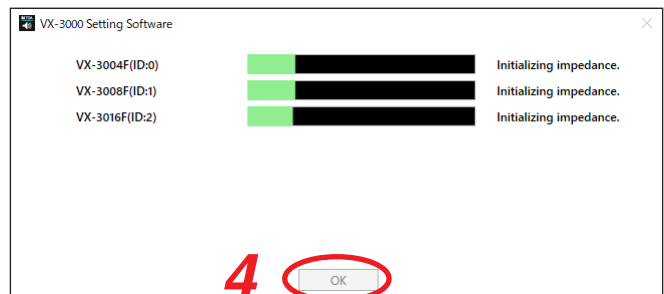 VX-3000 Setting Software
VX-3004F(ID:0) Initializing impedance.
VX-3008F(ID:1) Initializing impedance.
VX-3016F(ID:2) Initializing impedance.
4 OK